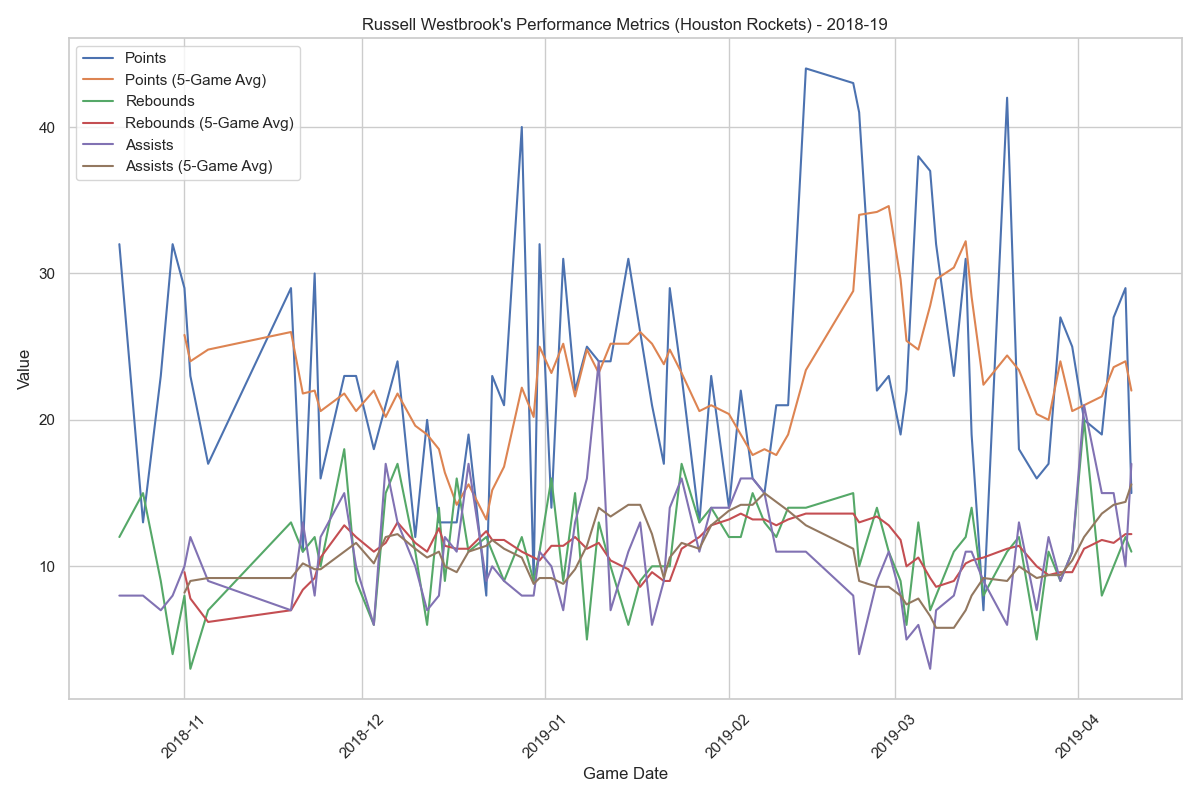 Russell Westbrook's Performance Metrics (Houston Rockets) - 2018-19
Points
Points (5-Game Avg)
Rebounds
Rebounds (5-Game Avg)
Assists
Assists (5-Game Avg)
40
30
20
10
Value
2018-11
2018-12
2019-01
2019-02
2019-03
2019-04
Game Date